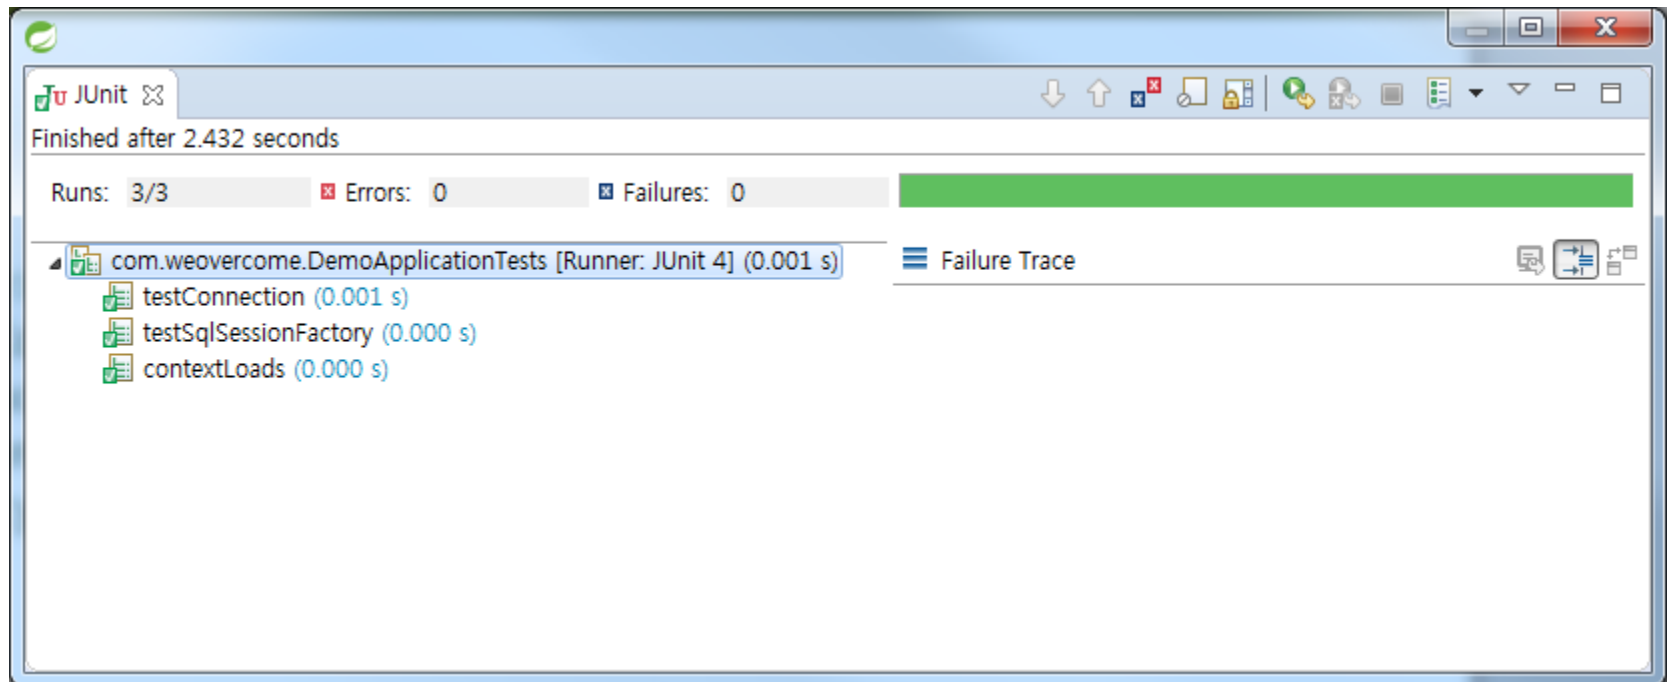 JUnit
Finished after 2.432 seconds
Runs: 3/3 Errors: 0 Failures: 0
com.weovercome.DemoApplicationTests [Runner: JUnit 4] (0.001 s)
Failure Trace
testConnection (0.001 s)
testSqlSessionFactory (0.000 s)
contextLoads (0.000 s)